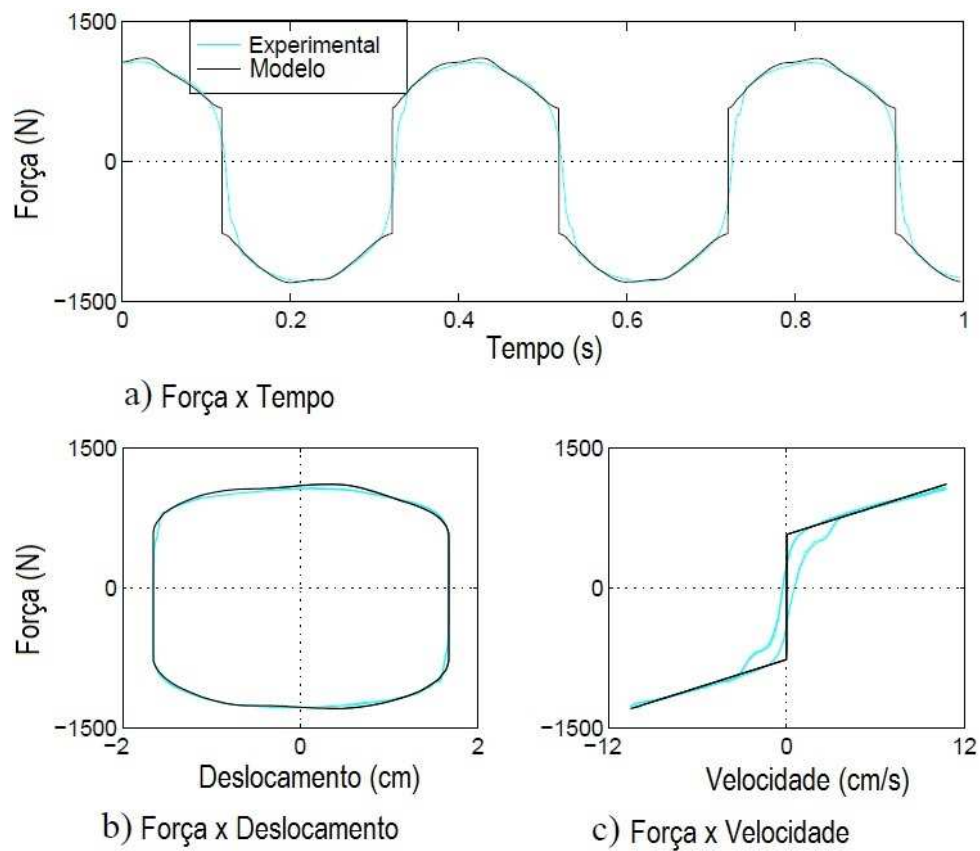 1500
Experimental
Modelo
Força (N)
0
−1500
0
0.2
0.4
0.6
0.8
1
Tempo (s)
a) Força x Tempo
1500
Força (N)
0
−1500
−2
0
2
Deslocamento (cm)
b) Força x Deslocamento
1500
0
−1500
−12
0
12
Velocidade (cm/s)
c) Força x Velocidade